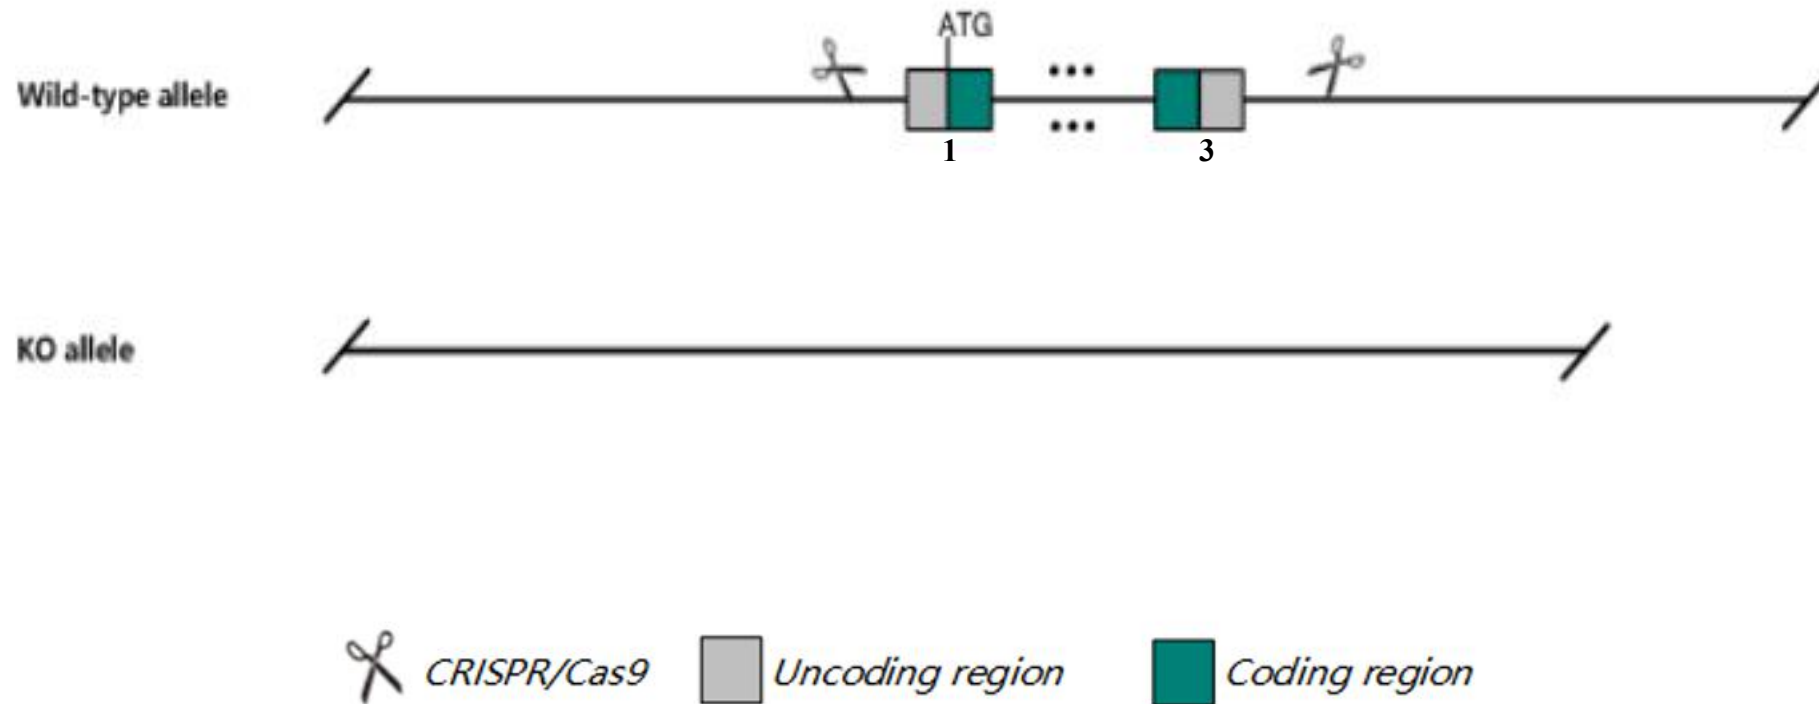 ATG
Wild-type allele
1 3
KO allele
CRISPR/Cas9 Uncoding region Coding region